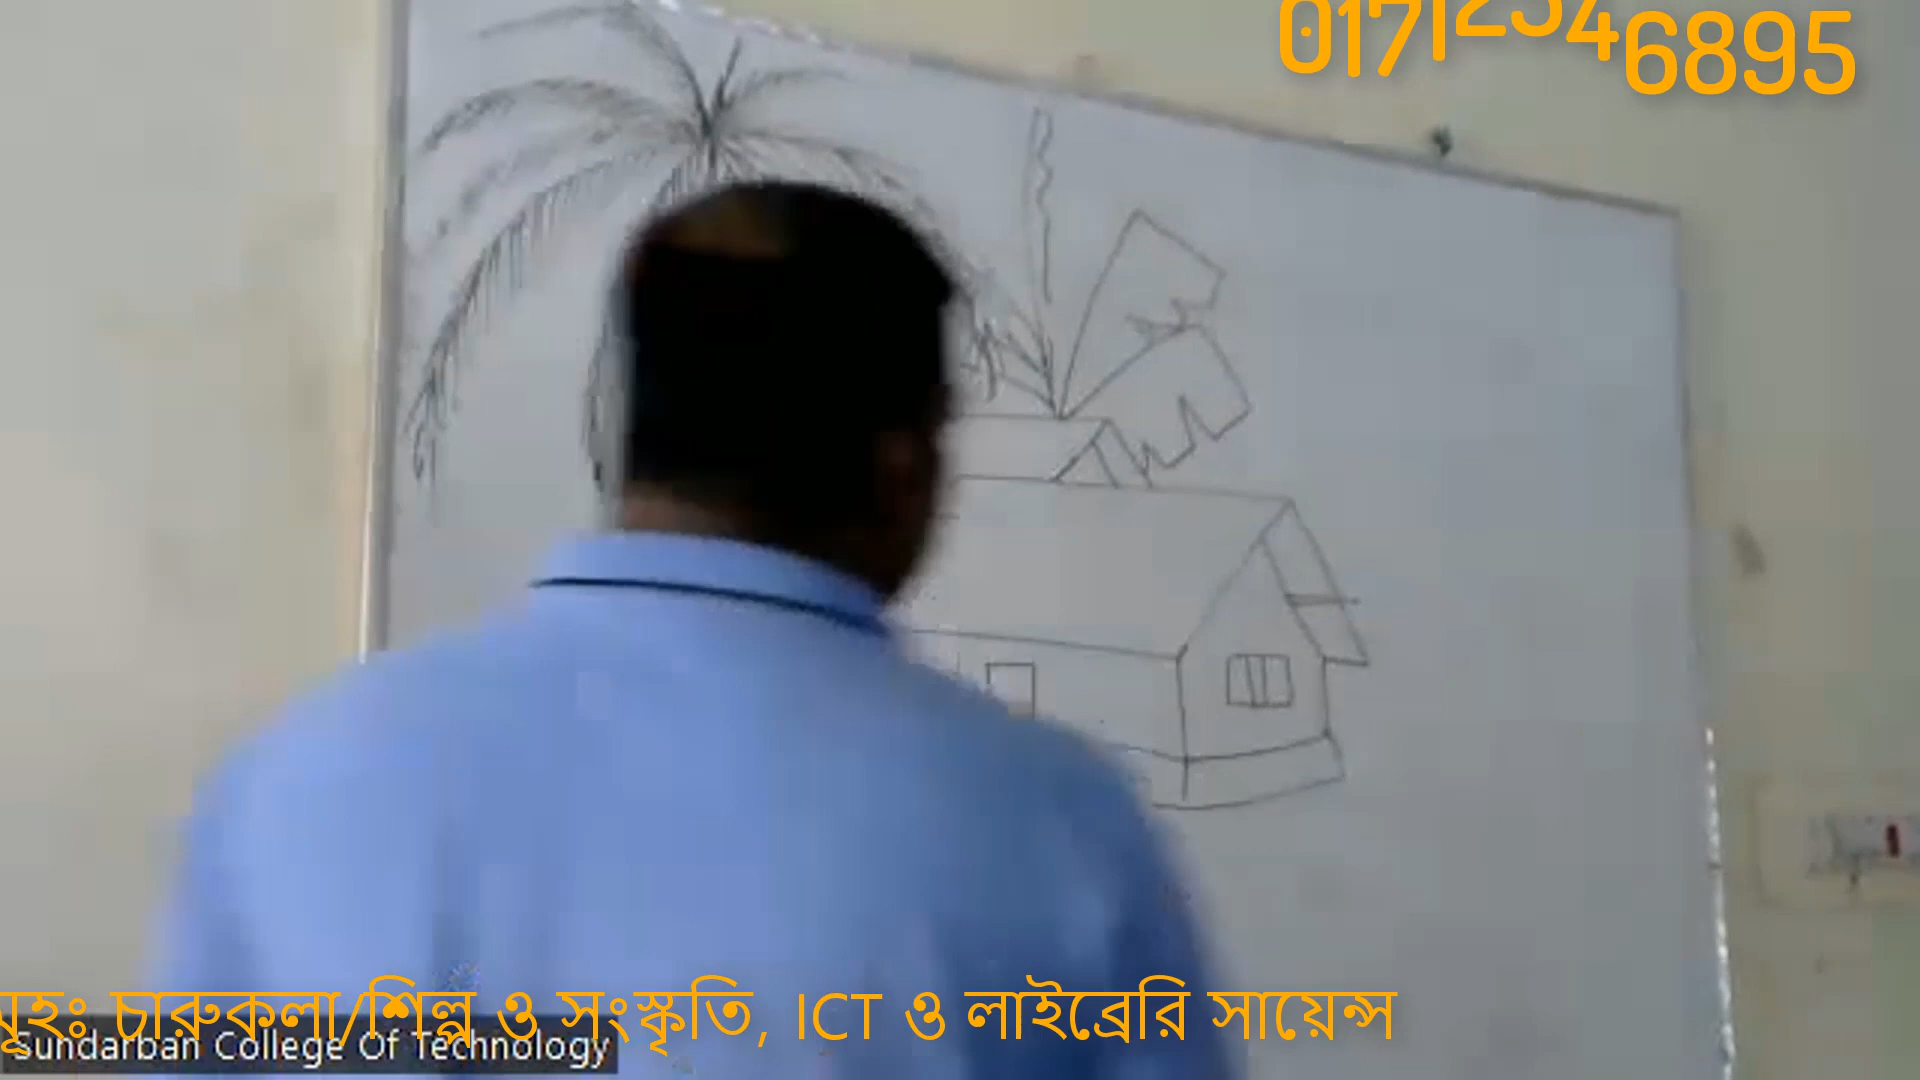 01712346895
মূহঃ চারুকলা/শিল্প ও সংস্কৃতি, ICT ও লাইব্রেরি সায়েন্স
Sundarban College Of Technology